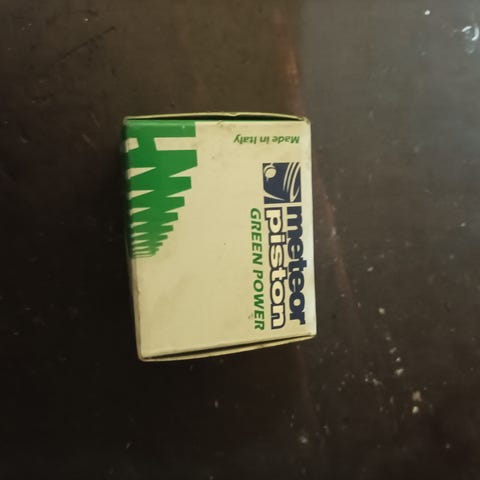 meteor
piston
GREEN POWER
Made in Italy